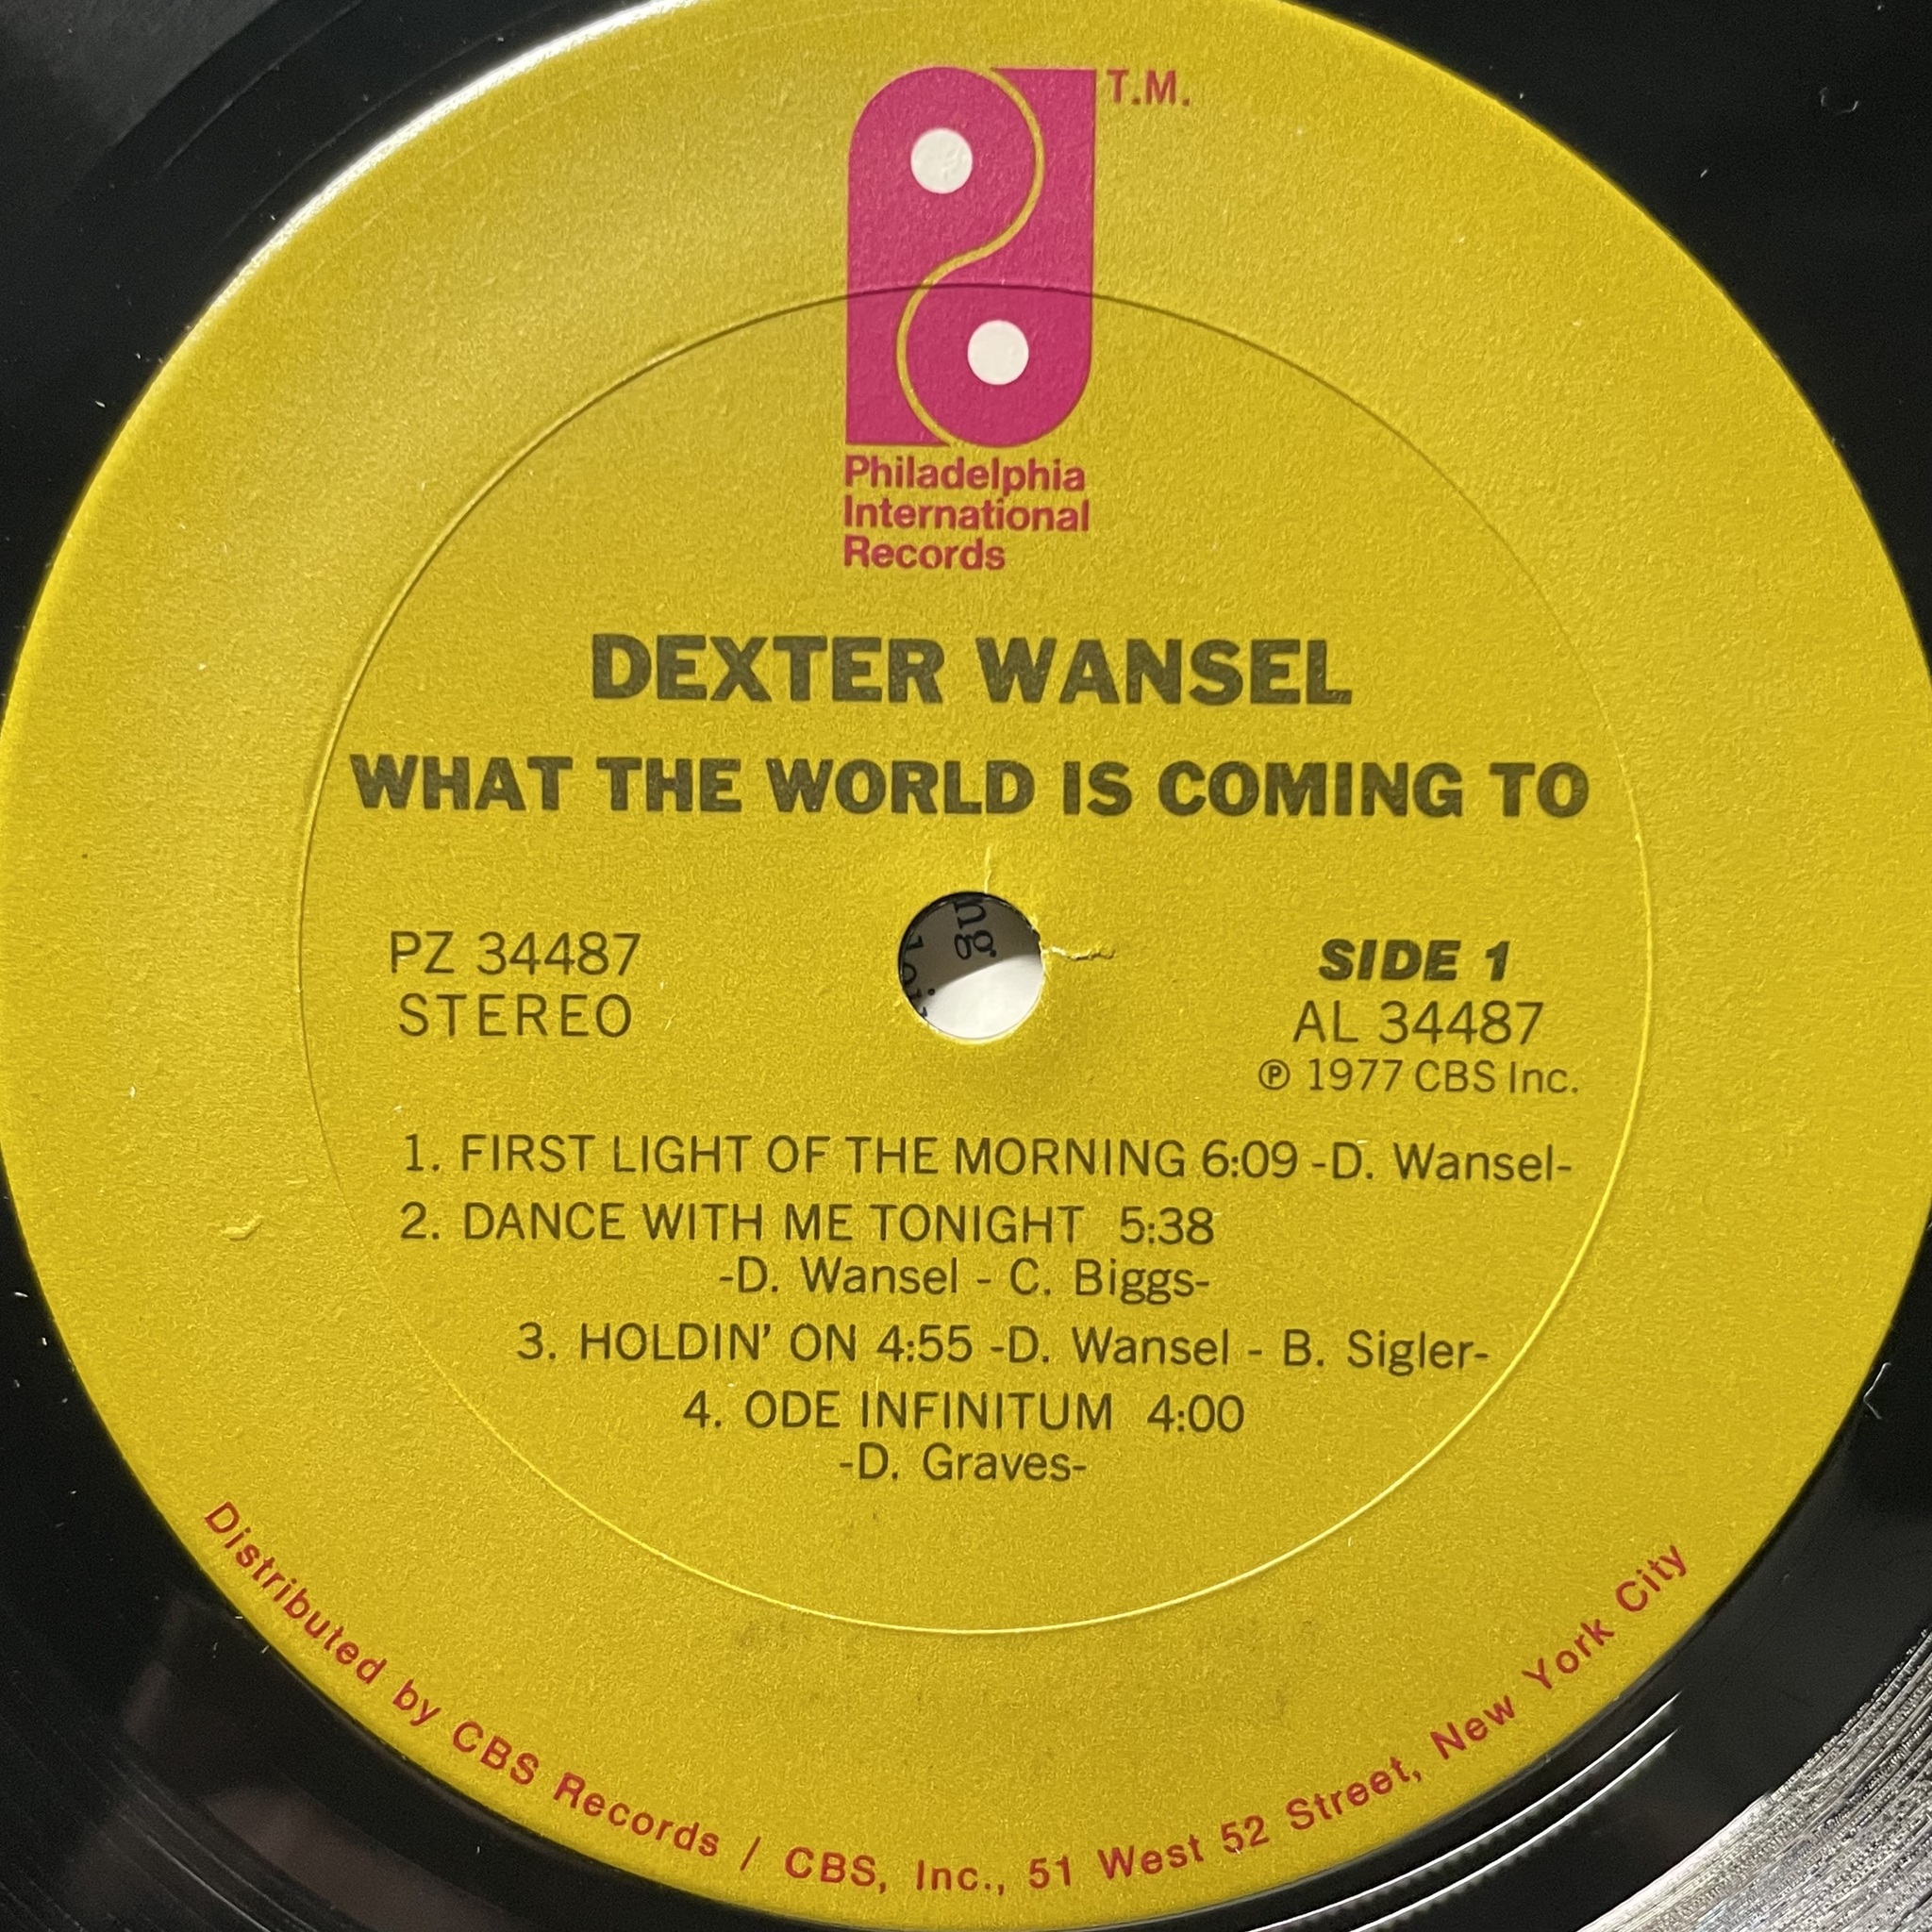 T.M.
Philadelphia
International
Records
DEXTER WANSEL
WHAT THE WORLD IS COMING TO
PZ 34487
STEREO
ng
SIDE 1
AL 34487
℗ 1977 CBS Inc.
1. FIRST LIGHT OF THE MORNING 6:09 -D. Wansel-
2. DANCE WITH ME TONIGHT 5:38
-D. Wansel - C. Biggs-
3. HOLDIN' ON 4:55 -D. Wansel - B. Sigler-
4. ODE INFINITUM 4:00
-D. Graves-
Distributed by CBS Records / CBS, Inc., 51 West 52 Street, New York City